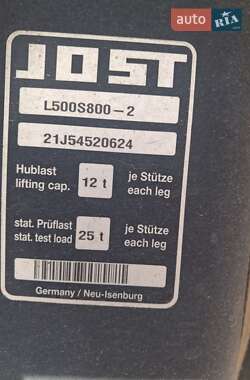 auto RIA
JOST
L500S800-2
21J54520624
Hublast
lifting cap. 12 t je Stütze
each leg
stat. Prüflast
stat. test load 25 t je Stütze
each leg
Germany / Neu-Isenburg